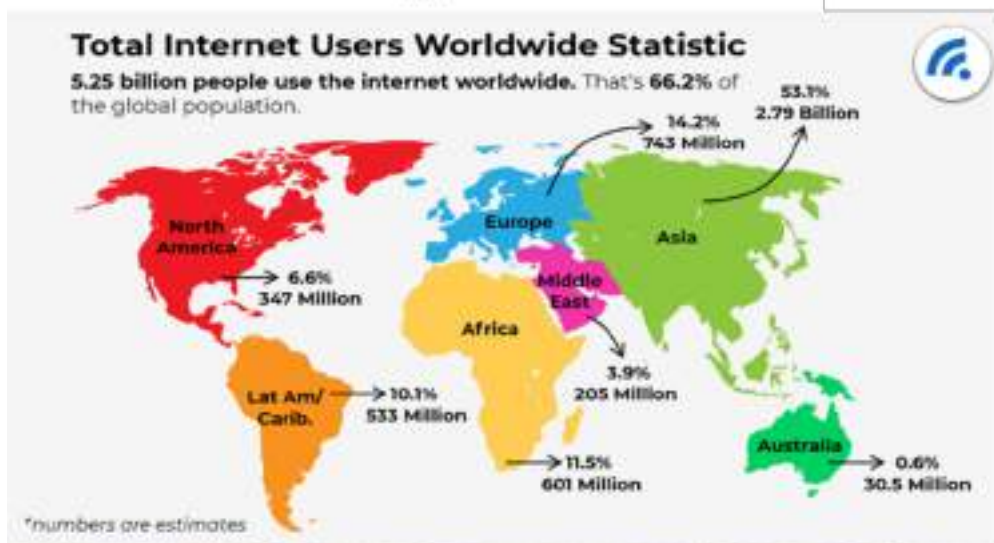 Total Internet Users Worldwide Statistic
5.25 billion people use the internet worldwide. That's 66.2% of
the global population.
53.1%
2.79 Billion
14.2%
743 Million
North
America
Europe
Asia
6.6%
347 Million
Middle
East
Africa
3.9%
205 Million
Lat Am/
Carib.
10.1%
533 Million
Australia
11.5%
601 Million
0.6%
30.5 Million
*numbers are estimates